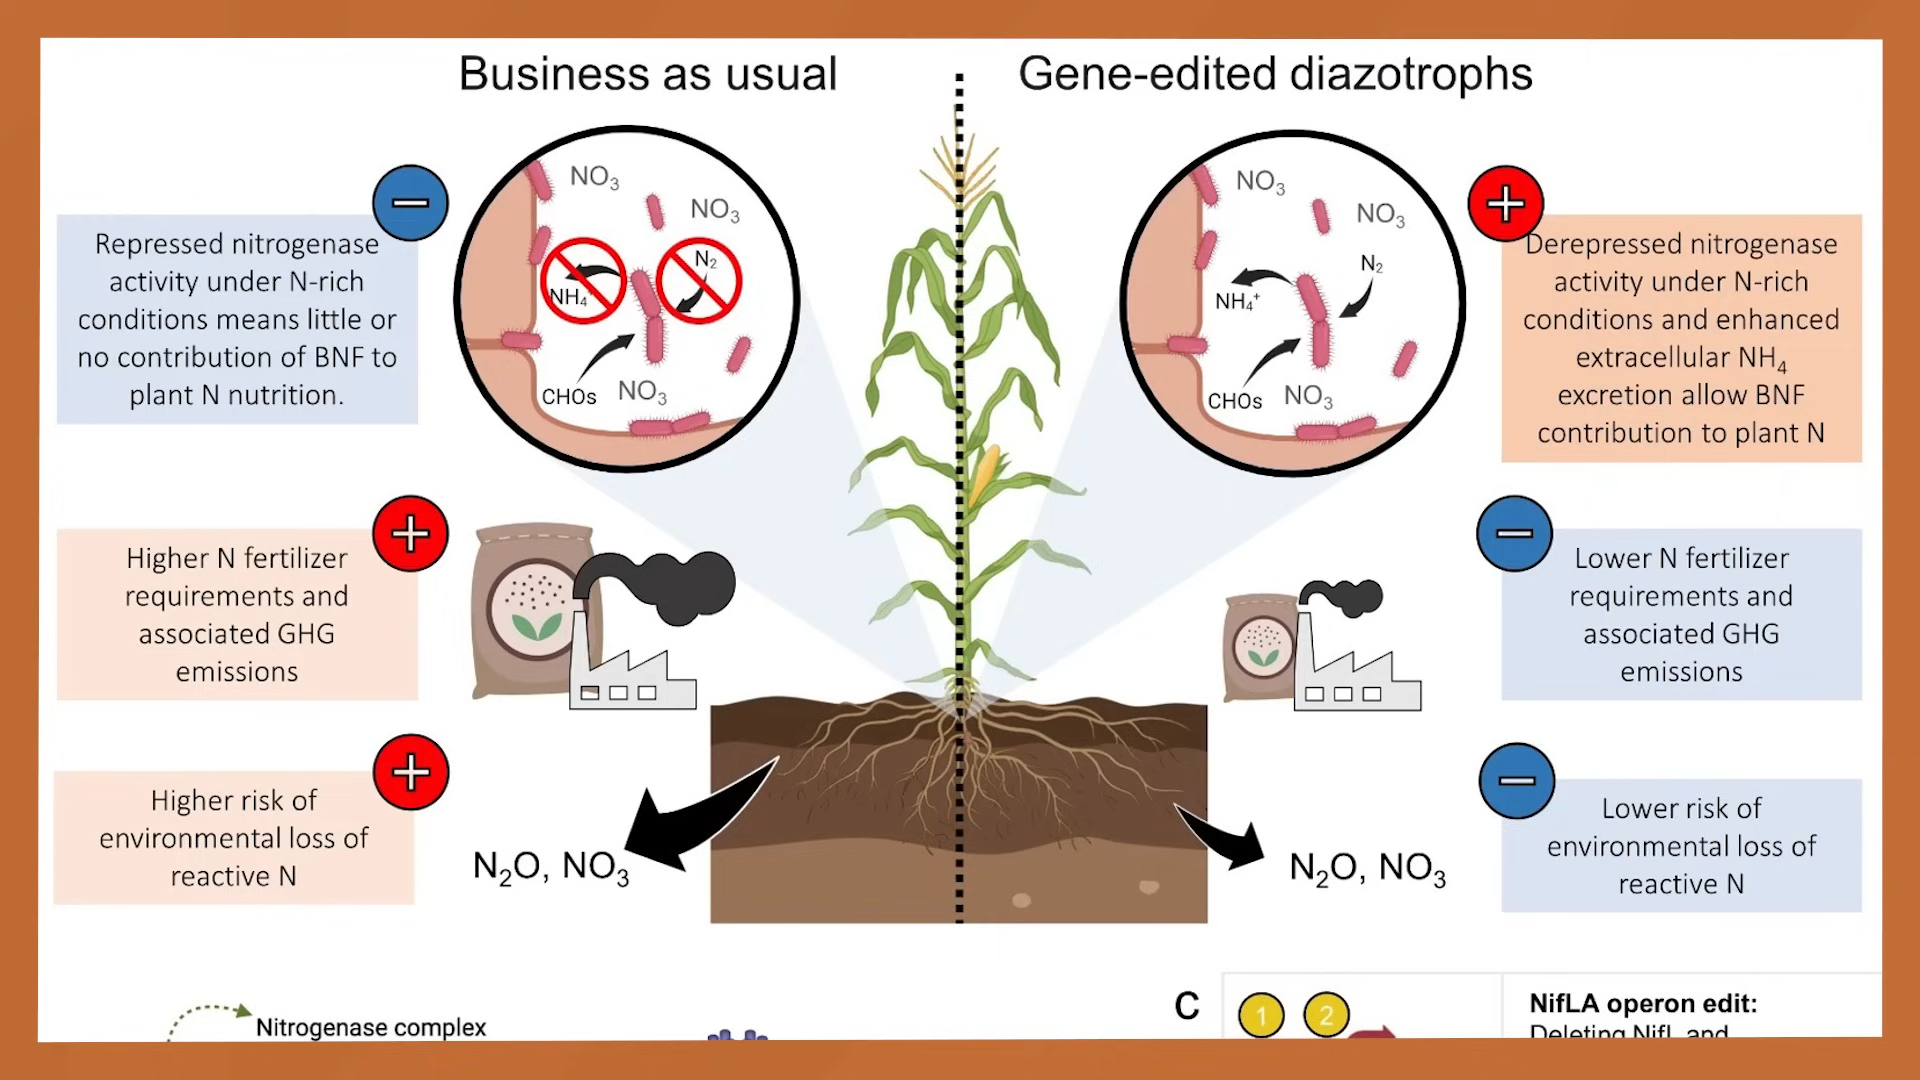 Business as usual
Gene-edited diazotrophs
Repressed nitrogenase
activity under N-rich
conditions means little or
no contribution of BNF to
plant N nutrition.
NO₃
NO₃
N₂
NH₄⁺
CHOs
NO₃
NO₃
NO₃
N₂
NH₄⁺
CHOs
NO₃
Derepressed nitrogenase
activity under N-rich
conditions and enhanced
extracellular NH₄
excretion allow BNF
contribution to plant N
Higher N fertilizer
requirements and
associated GHG
emissions
Lower N fertilizer
requirements and
associated GHG
emissions
Higher risk of
environmental loss of
reactive N
N₂O, NO₃
N₂O, NO₃
Lower risk of
environmental loss of
reactive N
Nitrogenase complex
C
1 2
NifLA operon edit:
Deleting NifL and